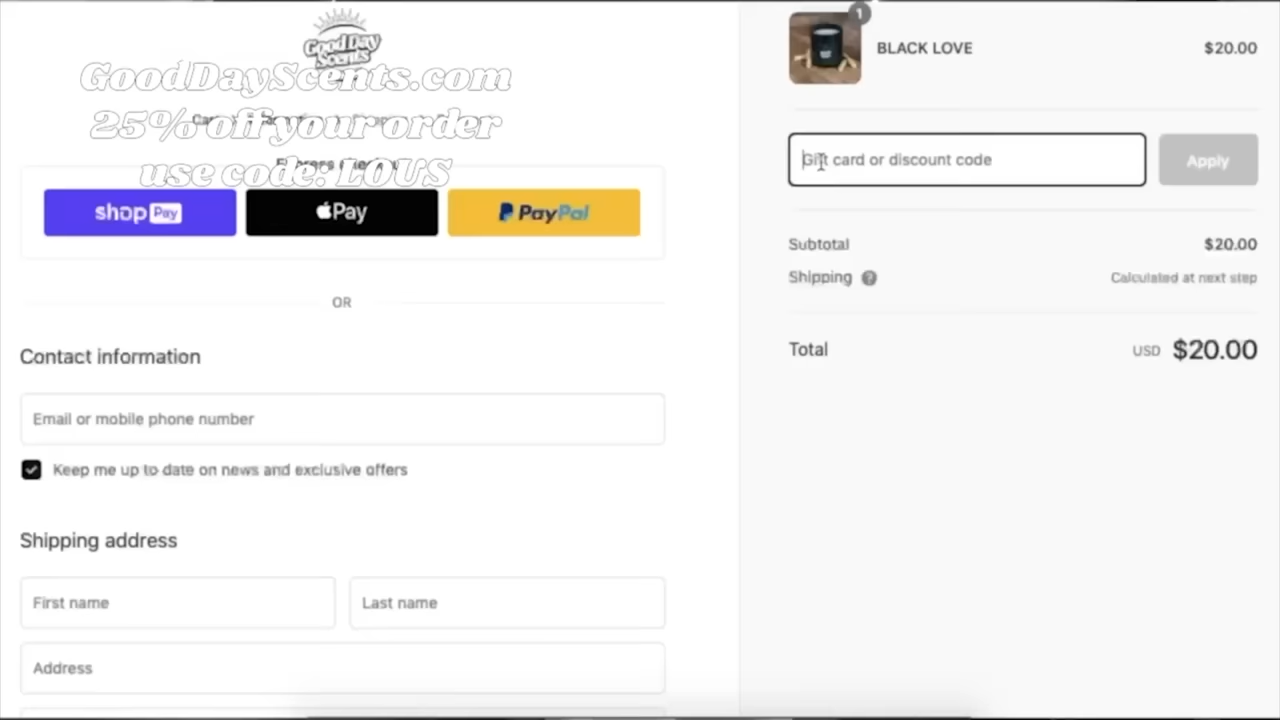 Good Day
Scents
GoodDayScents.com
25% off your order
use code: LOUS
shop Pay
Pay
PayPal
OR
Contact information
Email or mobile phone number
Keep me up to date on news and exclusive offers
Shipping address
First name
Last name
Address
1
BLACK LOVE
$20.00
Gift card or discount code
Apply
Subtotal
$20.00
Shipping ?
Calculated at next step
Total
USD $20.00